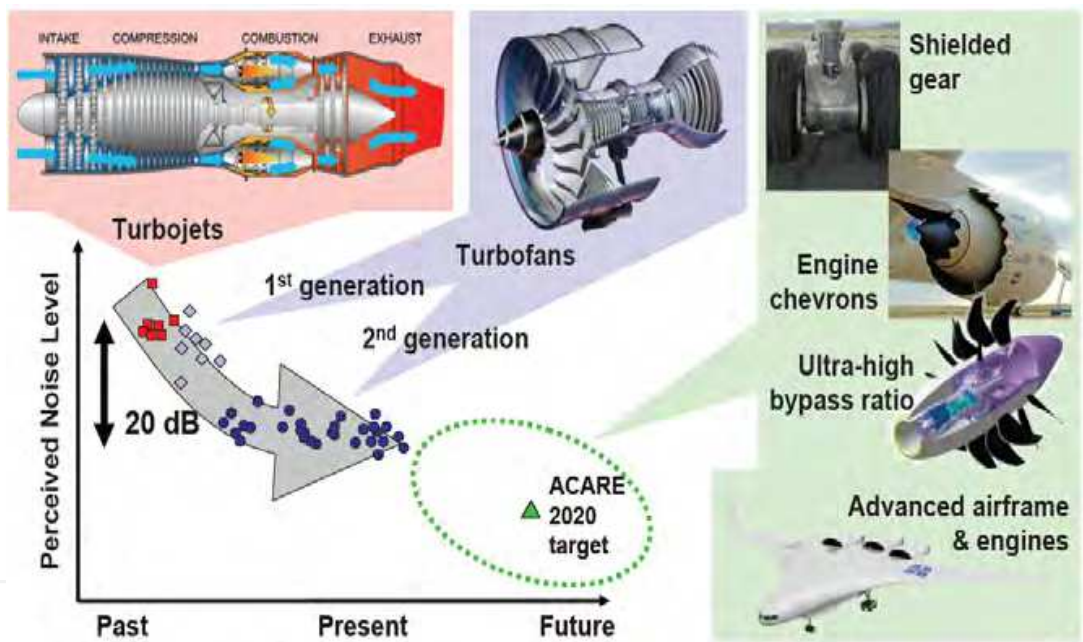 INTAKE COMPRESSION COMBUSTION EXHAUST
Turbojets
Turbofans
1st generation
2nd generation
Perceived Noise Level
20 dB
ACARE
2020
target
Past Present Future
Shielded
gear
Engine
chevrons
Ultra-high
bypass ratio
Advanced airframe
& engines